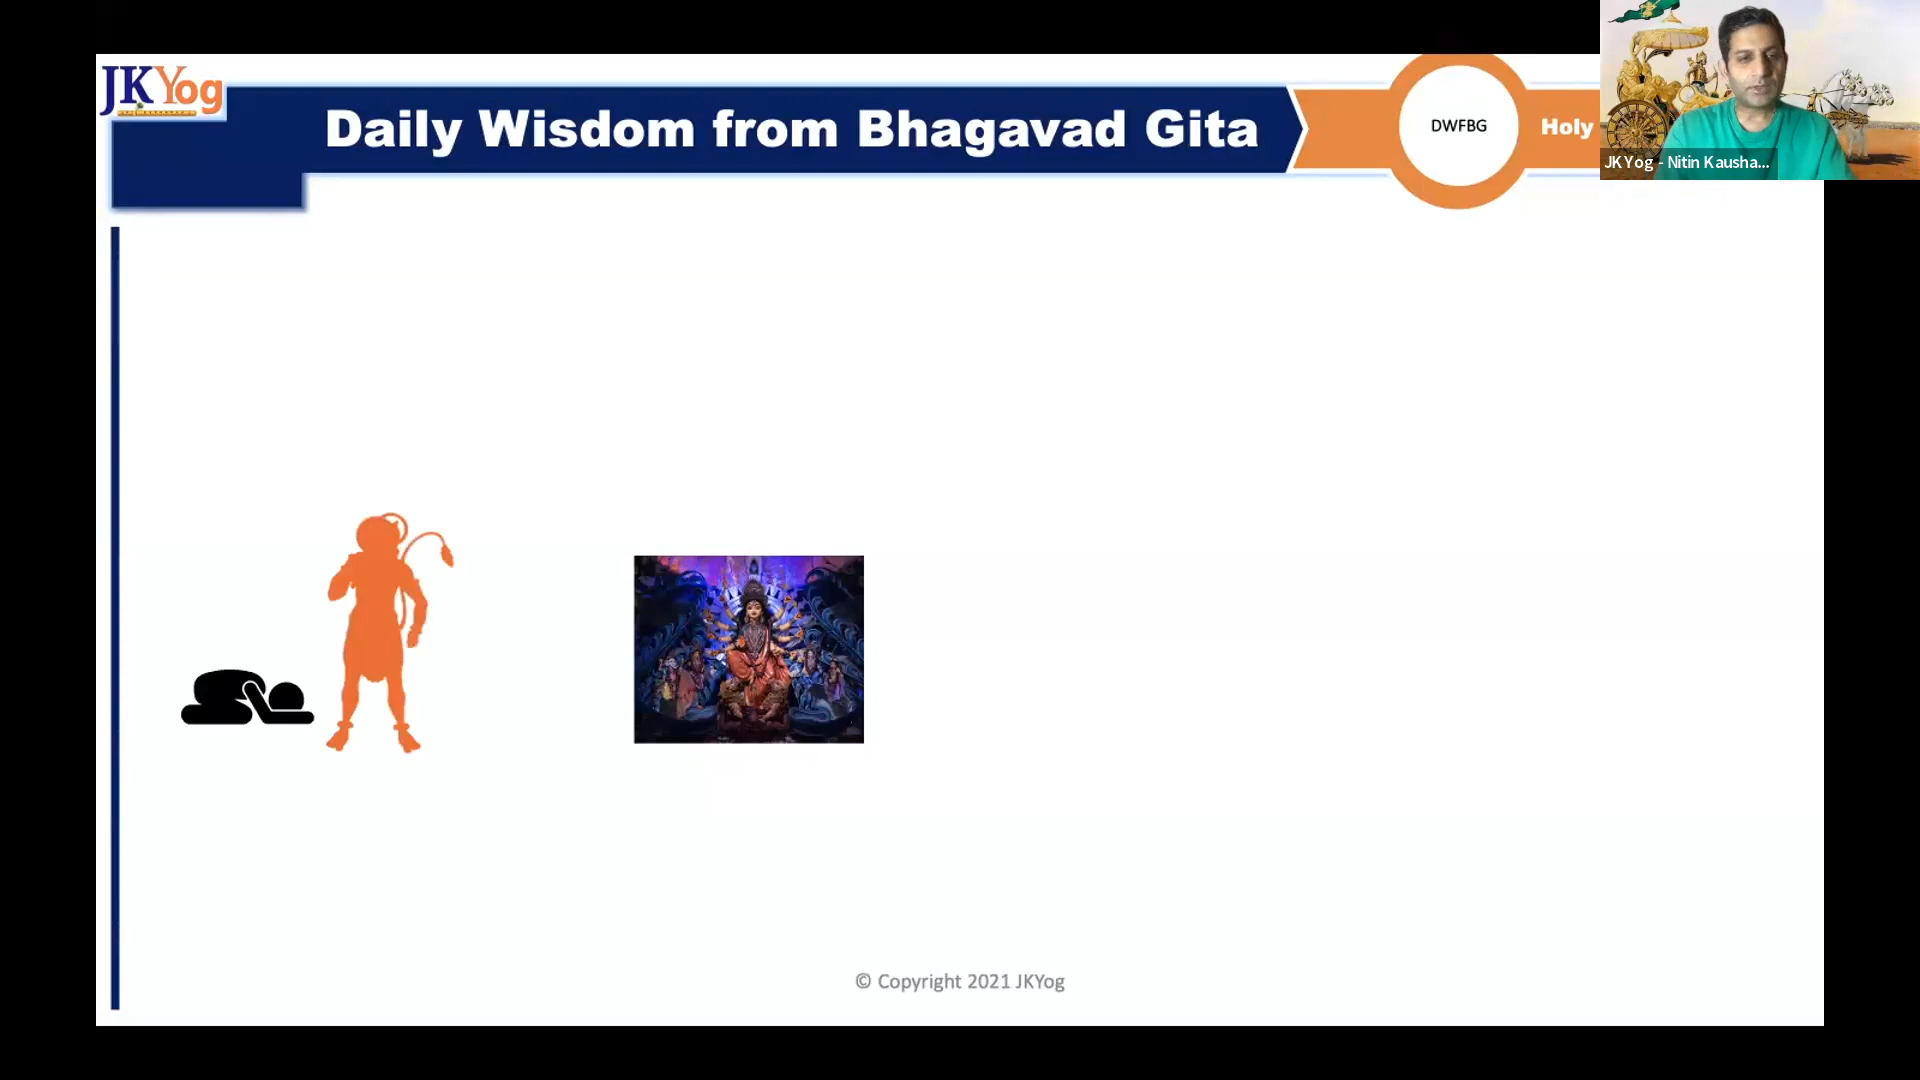 JKYog
Daily Wisdom from Bhagavad Gita
DWFBG
Holy
JK Yog - Nitin Kausha...
© Copyright 2021 JKYog